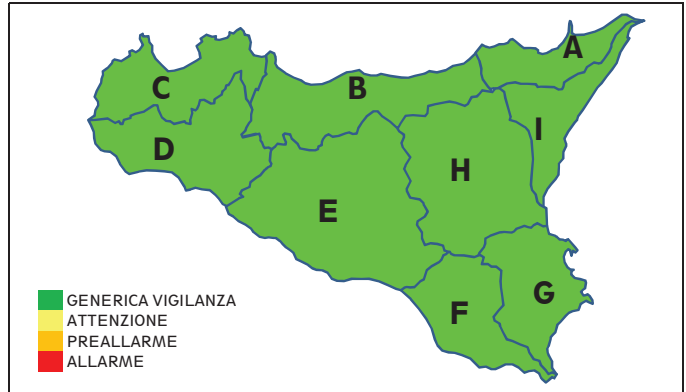 A
C
B
I
D
H
E
G
F
GENERICA VIGILANZA
ATTENZIONE
PREALLARME
ALLARME